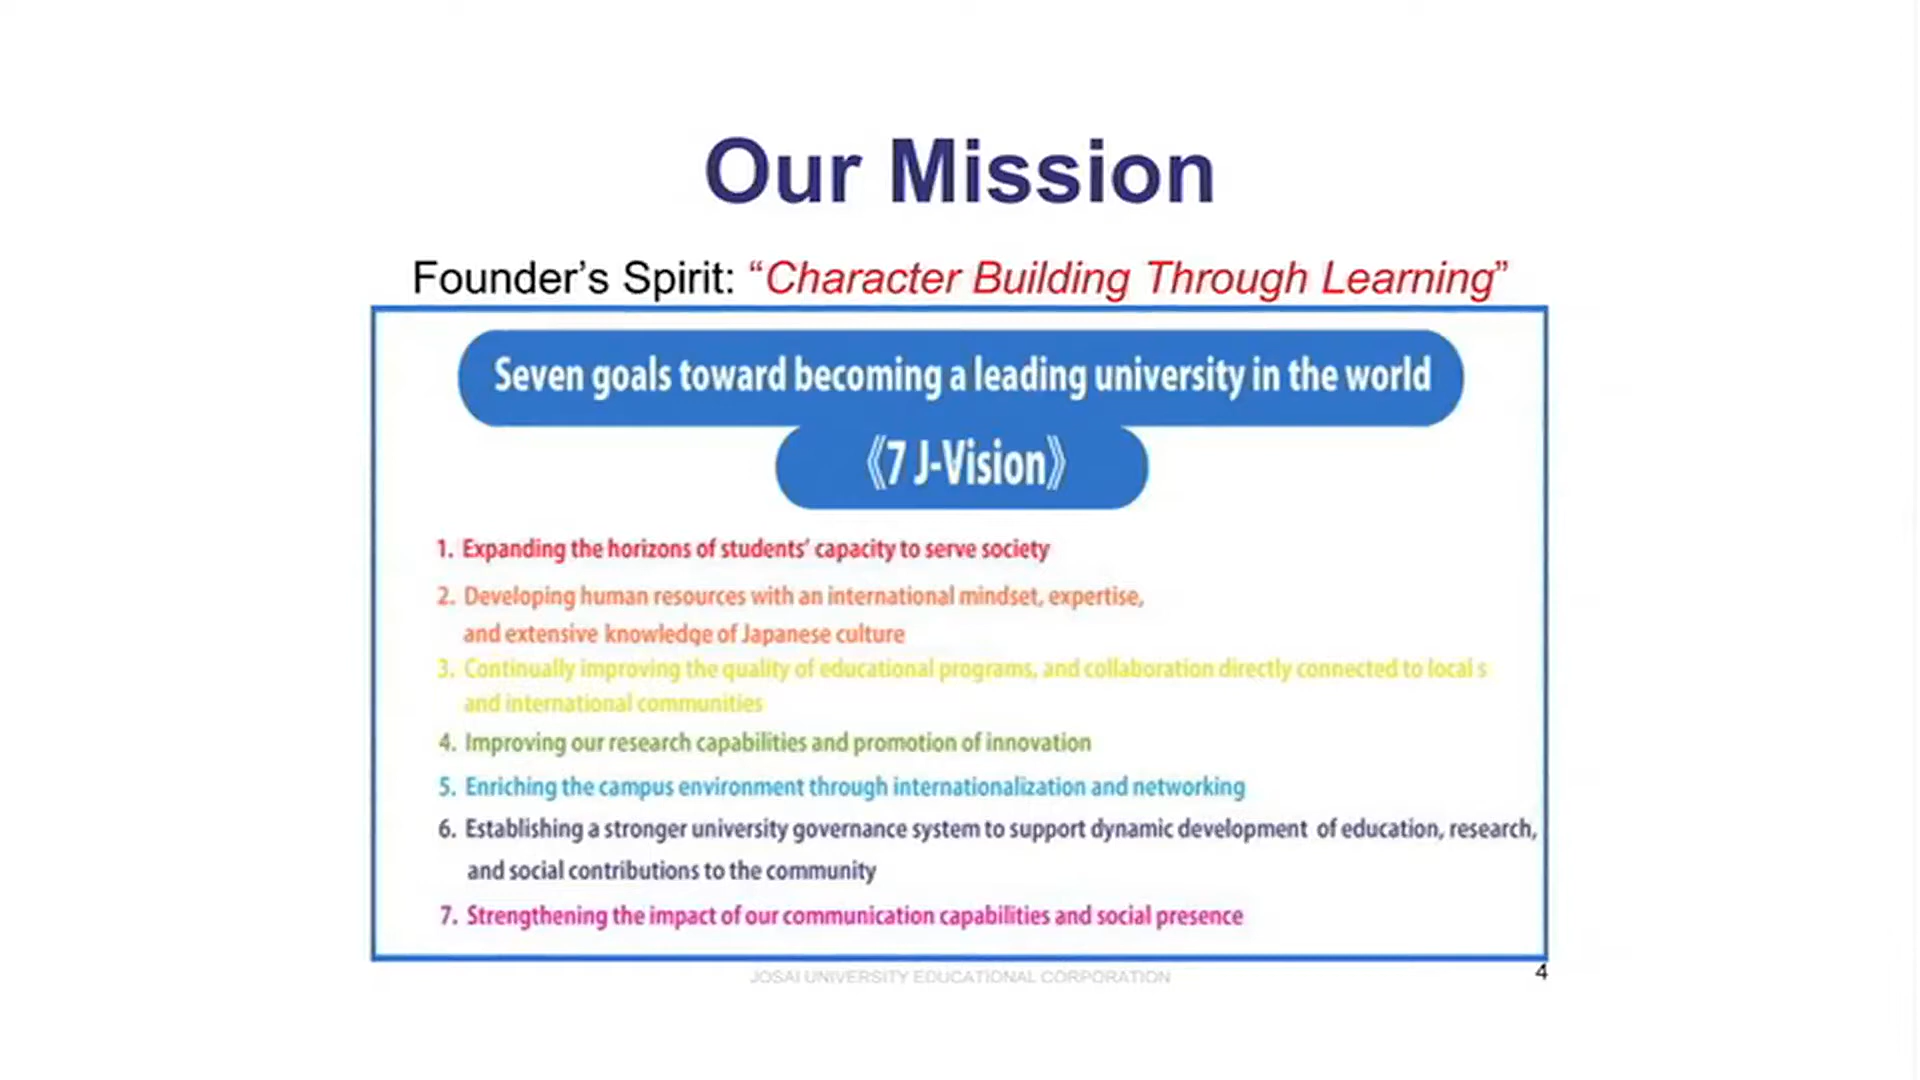 Our Mission
Founder’s Spirit: “Character Building Through Learning”
Seven goals toward becoming a leading university in the world
《7 J-Vision》
1. Expanding the horizons of students’ capacity to serve society
2. Developing human resources with an international mindset, expertise,
and extensive knowledge of Japanese culture
3. Continually improving the quality of educational programs, and collaboration directly connected to local s
and international communities
4. Improving our research capabilities and promotion of innovation
5. Enriching the campus environment through internationalization and networking
6. Establishing a stronger university governance system to support dynamic development of education, research,
and social contributions to the community
7. Strengthening the impact of our communication capabilities and social presence
JOSAI UNIVERSITY EDUCATIONAL CORPORATION
4